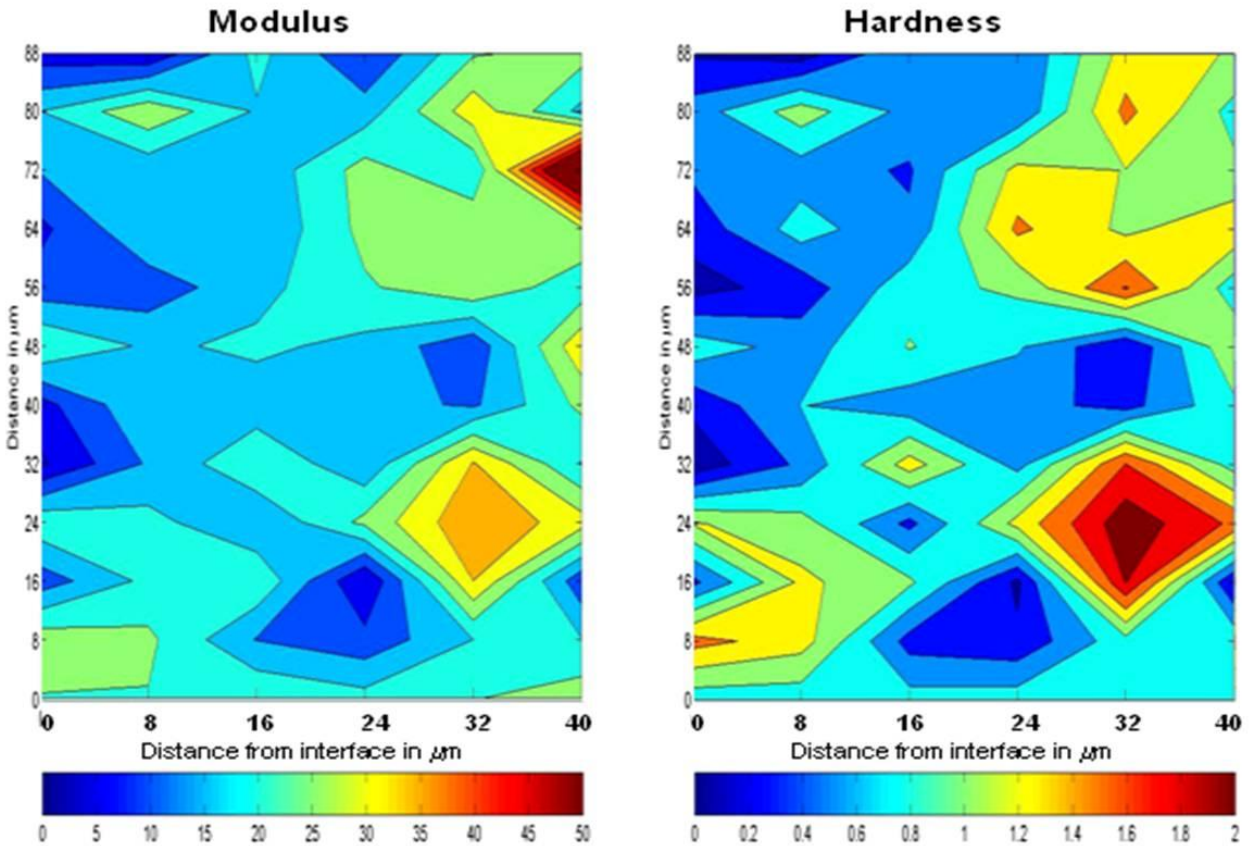 Modulus
Hardness
88
80
72
64
56
48
40
32
24
16
8
0
Distance in μm
0 8 16 24 32 40
Distance from interface in μm
0 5 10 15 20 25 30 35 40 45 50
88
80
72
64
56
48
40
32
24
16
8
0
Distance in μm
0 8 16 24 32 40
Distance from interface in μm
0 0.2 0.4 0.6 0.8 1 1.2 1.4 1.6 1.8 2